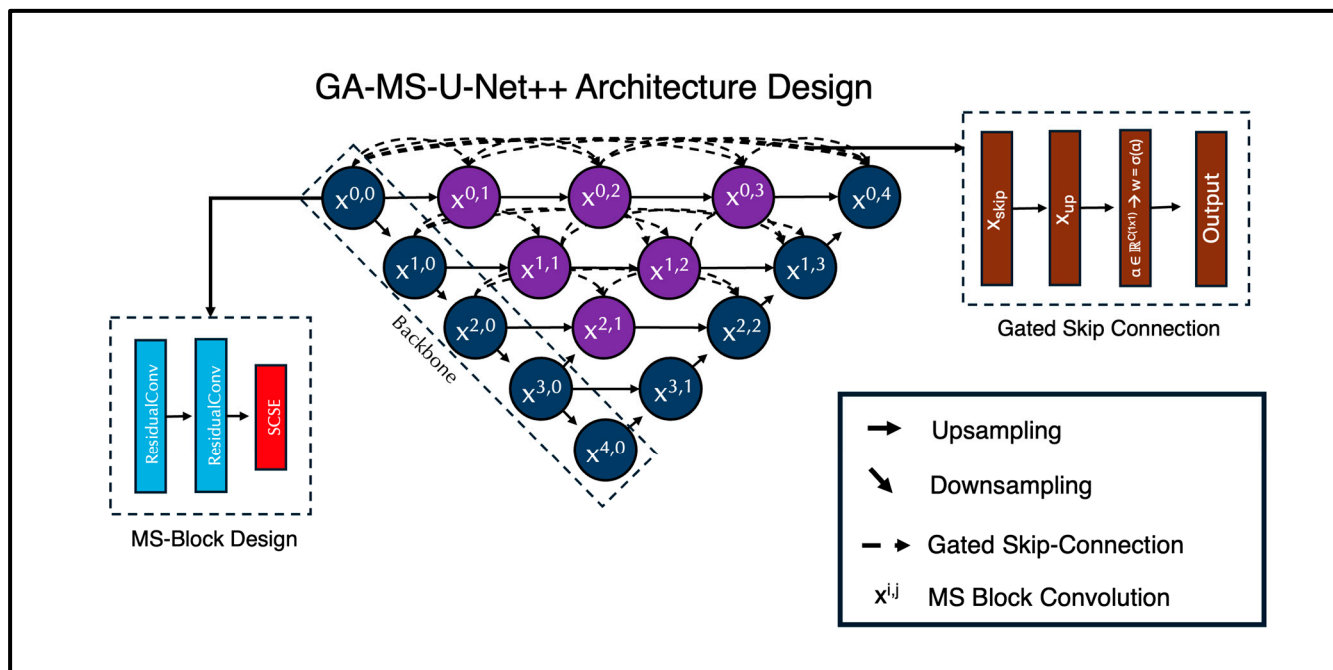 GA-MS-U-Net++ Architecture Design
x^0,0
x^0,1
x^0,2
x^0,3
x^0,4
x^1,0
x^1,1
x^1,2
x^1,3
x^2,0
x^2,1
x^2,2
x^3,0
x^3,1
x^4,0
Backbone
ResidualConv
ResidualConv
SCSE
MS-Block Design
X_skip
X_up
α ∈ ℝ^C(1x1) → w = σ(α)
Output
Gated Skip Connection
Upsampling
Downsampling
Gated Skip-Connection
x^i,j MS Block Convolution